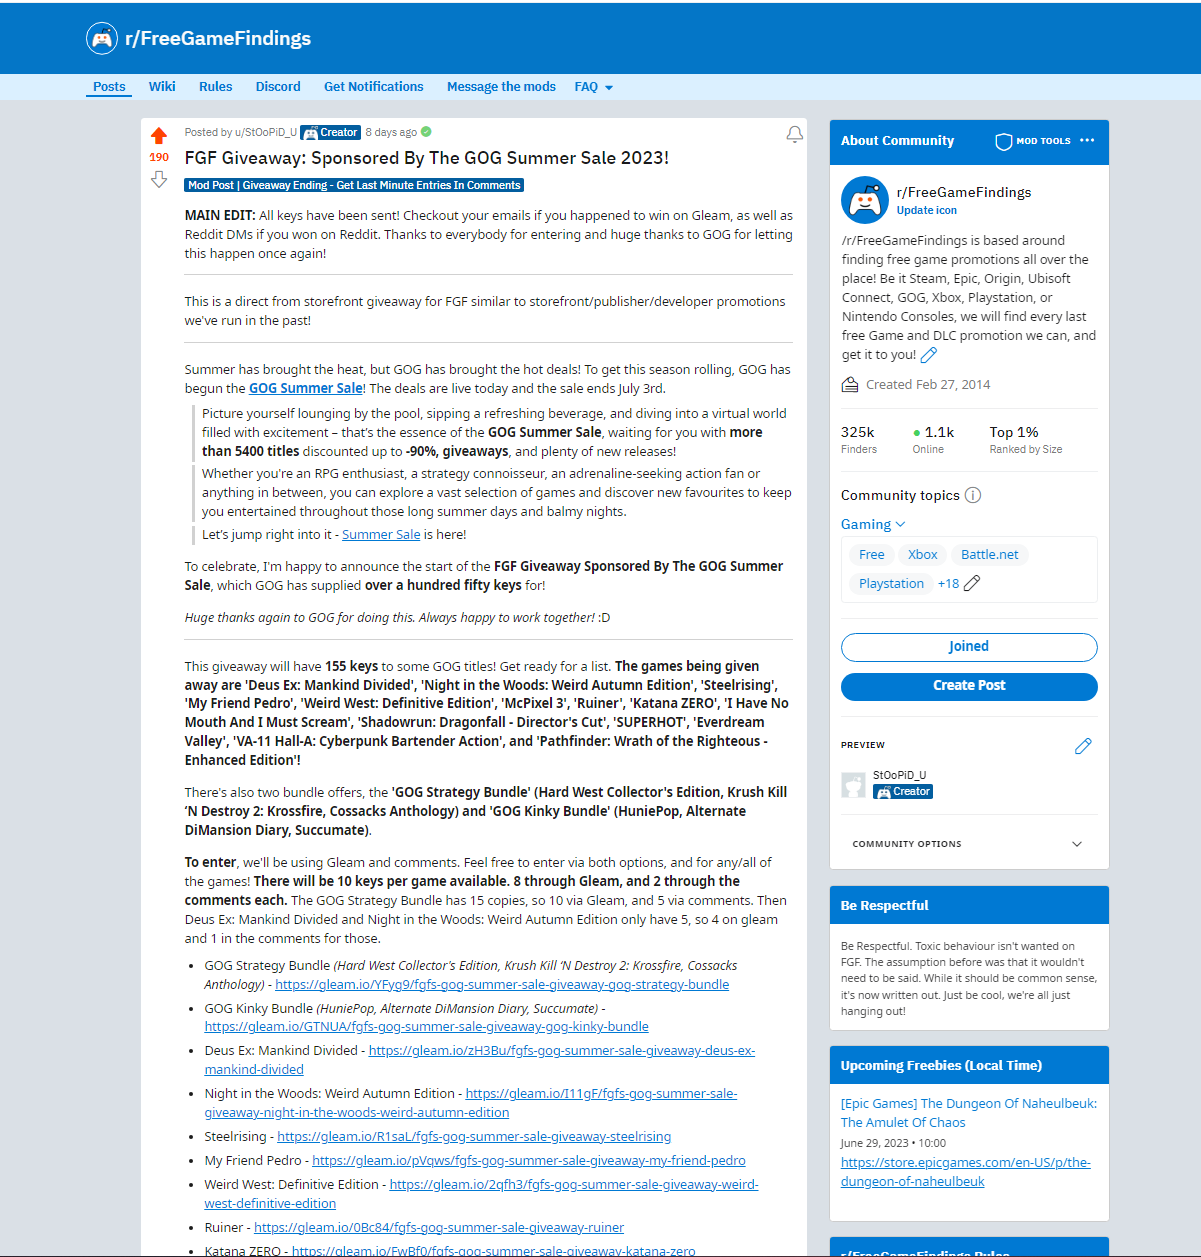 r/FreeGameFindings
Posts Wiki Rules Discord Get Notifications Message the mods FAQ
Posted by u/StOoPiD_U Creator 8 days ago
190
FGF Giveaway: Sponsored By The GOG Summer Sale 2023!
Mod Post | Giveaway Ending - Get Last Minute Entries In Comments
MAIN EDIT: All keys have been sent! Checkout your emails if you happened to win on Gleam, as well as
Reddit DMs if you won on Reddit. Thanks to everybody for entering and huge thanks to GOG for letting
this happen once again!
This is a direct from storefront giveaway for FGF similar to storefront/publisher/developer promotions
we've run in the past!
Summer has brought the heat, but GOG has brought the hot deals! To get this season rolling, GOG has
begun the GOG Summer Sale! The deals are live today and the sale ends July 3rd.
Picture yourself lounging by the pool, sipping a refreshing beverage, and diving into a virtual world
filled with excitement – that's the essence of the GOG Summer Sale, waiting for you with more
than 5400 titles discounted up to -90%, giveaways, and plenty of new releases!
Whether you're an RPG enthusiast, a strategy connoisseur, an adrenaline-seeking action fan or
anything in between, you can explore a vast selection of games and discover new favourites to keep
you entertained throughout those long summer days and balmy nights.
Let's jump right into it - Summer Sale is here!
To celebrate, I'm happy to announce the start of the FGF Giveaway Sponsored By The GOG Summer
Sale, which GOG has supplied over a hundred fifty keys for!
Huge thanks again to GOG for doing this. Always happy to work together! :D
This giveaway will have 155 keys to some GOG titles! Get ready for a list. The games being given
away are 'Deus Ex: Mankind Divided', 'Night in the Woods: Weird Autumn Edition', 'Steelrising',
'My Friend Pedro', 'Weird West: Definitive Edition', 'McPixel 3', 'Ruiner', 'Katana ZERO', 'I Have No
Mouth And I Must Scream', 'Shadowrun: Dragonfall - Director's Cut', 'SUPERHOT', 'Everdream
Valley', 'VA-11 Hall-A: Cyberpunk Bartender Action', and 'Pathfinder: Wrath of the Righteous -
Enhanced Edition'!
There's also two bundle offers, the 'GOG Strategy Bundle' (Hard West Collector's Edition, Krush Kill
‘N Destroy 2: Krossfire, Cossacks Anthology) and 'GOG Kinky Bundle' (HuniePop, Alternate
DiMansion Diary, Succumate).
To enter, we'll be using Gleam and comments. Feel free to enter via both options, and for any/all of
the games! There will be 10 keys per game available. 8 through Gleam, and 2 through the
comments each. The GOG Strategy Bundle has 15 copies, so 10 via Gleam, and 5 via comments. Then
Deus Ex: Mankind Divided and Night in the Woods: Weird Autumn Edition only have 5, so 4 on gleam
and 1 in the comments for those.
• GOG Strategy Bundle (Hard West Collector's Edition, Krush Kill ‘N Destroy 2: Krossfire, Cossacks
Anthology) - https://gleam.io/YFyg9/fgfs-gog-summer-sale-giveaway-gog-strategy-bundle
• GOG Kinky Bundle (HuniePop, Alternate DiMansion Diary, Succumate) -
https://gleam.io/GTNUA/fgfs-gog-summer-sale-giveaway-gog-kinky-bundle
• Deus Ex: Mankind Divided - https://gleam.io/zH3Bu/fgfs-gog-summer-sale-giveaway-deus-ex-
mankind-divided
• Night in the Woods: Weird Autumn Edition - https://gleam.io/I11gF/fgfs-gog-summer-sale-
giveaway-night-in-the-woods-weird-autumn-edition
• Steelrising - https://gleam.io/R1saL/fgfs-gog-summer-sale-giveaway-steelrising
• My Friend Pedro - https://gleam.io/pVqws/fgfs-gog-summer-sale-giveaway-my-friend-pedro
• Weird West: Definitive Edition - https://gleam.io/2qfh3/fgfs-gog-summer-sale-giveaway-weird-
west-definitive-edition
• Ruiner - https://gleam.io/0Bc84/fgfs-gog-summer-sale-giveaway-ruiner
• Katana ZERO - https://gleam.io/FwBf0/fgfs-gog-summer-sale-giveaway-katana-zero
About Community MOD TOOLS
r/FreeGameFindings
Update icon
/r/FreeGameFindings is based around
finding free game promotions all over the
place! Be it Steam, Epic, Origin, Ubisoft
Connect, GOG, Xbox, Playstation, or
Nintendo Consoles, we will find every last
free Game and DLC promotion we can, and
get it to you!
Created Feb 27, 2014
325k 1.1k Top 1%
Finders Online Ranked by Size
Community topics
Gaming
Free Xbox Battle.net
Playstation +18
Joined
Create Post
PREVIEW
StOoPiD_U
Creator
COMMUNITY OPTIONS
Be Respectful
Be Respectful. Toxic behaviour isn't wanted on
FGF. The assumption before was that it wouldn't
need to be said. While it should be common sense,
it's now written out. Just be cool, we're all just
hanging out!
Upcoming Freebies (Local Time)
[Epic Games] The Dungeon Of Naheulbeuk:
The Amulet Of Chaos
June 29, 2023 • 10:00
https://store.epicgames.com/en-US/p/the-
dungeon-of-naheulbeuk
r/FreeGameFindings Rules